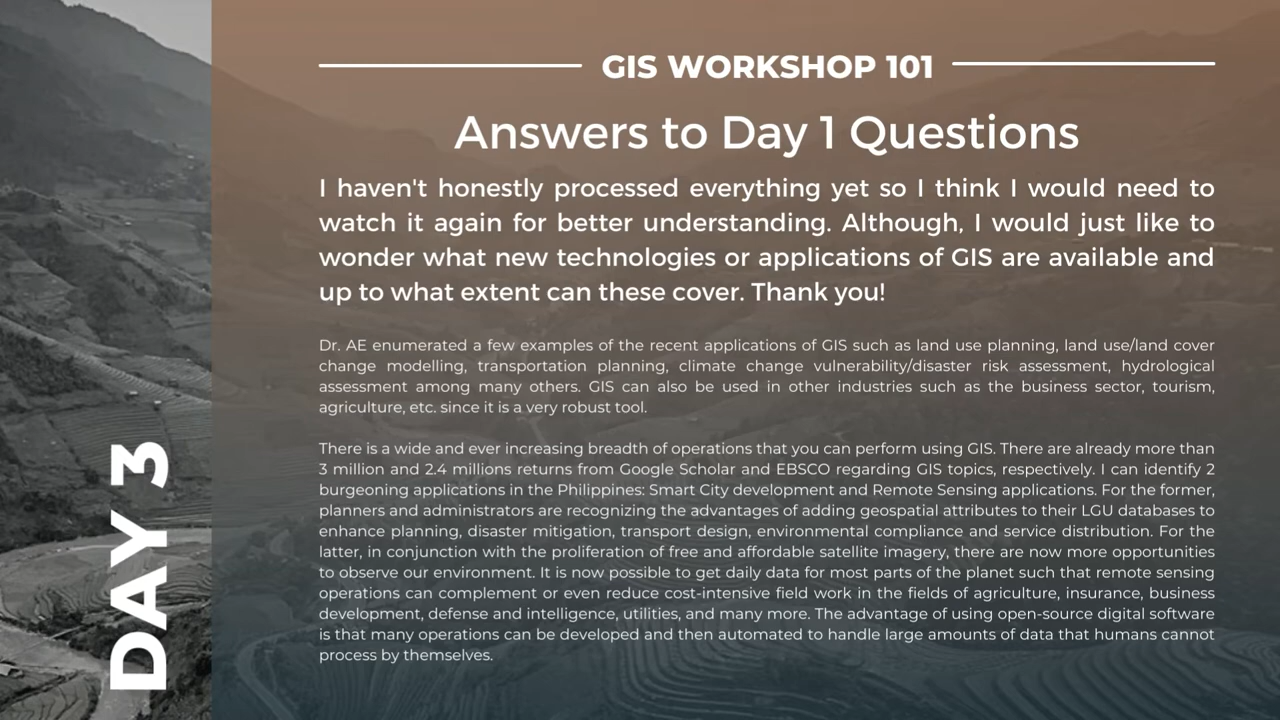 GIS WORKSHOP 101
Answers to Day 1 Questions
I haven't honestly processed everything yet so I think I would need to
watch it again for better understanding. Although, I would just like to
wonder what new technologies or applications of GIS are available and
up to what extent can these cover. Thank you!
Dr. AE enumerated a few examples of the recent applications of GIS such as land use planning, land use/land cover
change modelling, transportation planning, climate change vulnerability/disaster risk assessment, hydrological
assessment among many others. GIS can also be used in other industries such as the business sector, tourism,
agriculture, etc. since it is a very robust tool.
There is a wide and ever increasing breadth of operations that you can perform using GIS. There are already more than
3 million and 2.4 millions returns from Google Scholar and EBSCO regarding GIS topics, respectively. I can identify 2
burgeoning applications in the Philippines: Smart City development and Remote Sensing applications. For the former,
planners and administrators are recognizing the advantages of adding geospatial attributes to their LGU databases to
enhance planning, disaster mitigation, transport design, environmental compliance and service distribution. For the
latter, in conjunction with the proliferation of free and affordable satellite imagery, there are now more opportunities
to observe our environment. It is now possible to get daily data for most parts of the planet such that remote sensing
operations can complement or even reduce cost-intensive field work in the fields of agriculture, insurance, business
development, defense and intelligence, utilities, and many more. The advantage of using open-source digital software
is that many operations can be developed and then automated to handle large amounts of data that humans cannot
process by themselves.
DAY 3